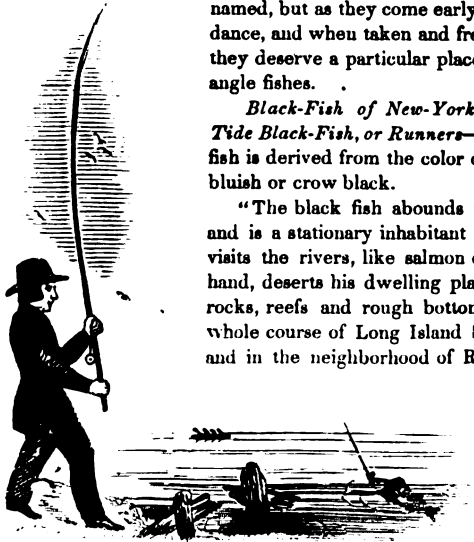 named, but as they come early
dance, and when taken and fre
they deserve a particular place
angle fishes.
Black-Fish of New-York
Tide Black-Fish, or Runners—
fish is derived from the color o
bluish or crow black.
"The black fish abounds
and is a stationary inhabitant
visits the rivers, like salmon o
hand, deserts his dwelling pla
rocks, reefs and rough bottom
whole course of Long Island
and in the neighborhood of R